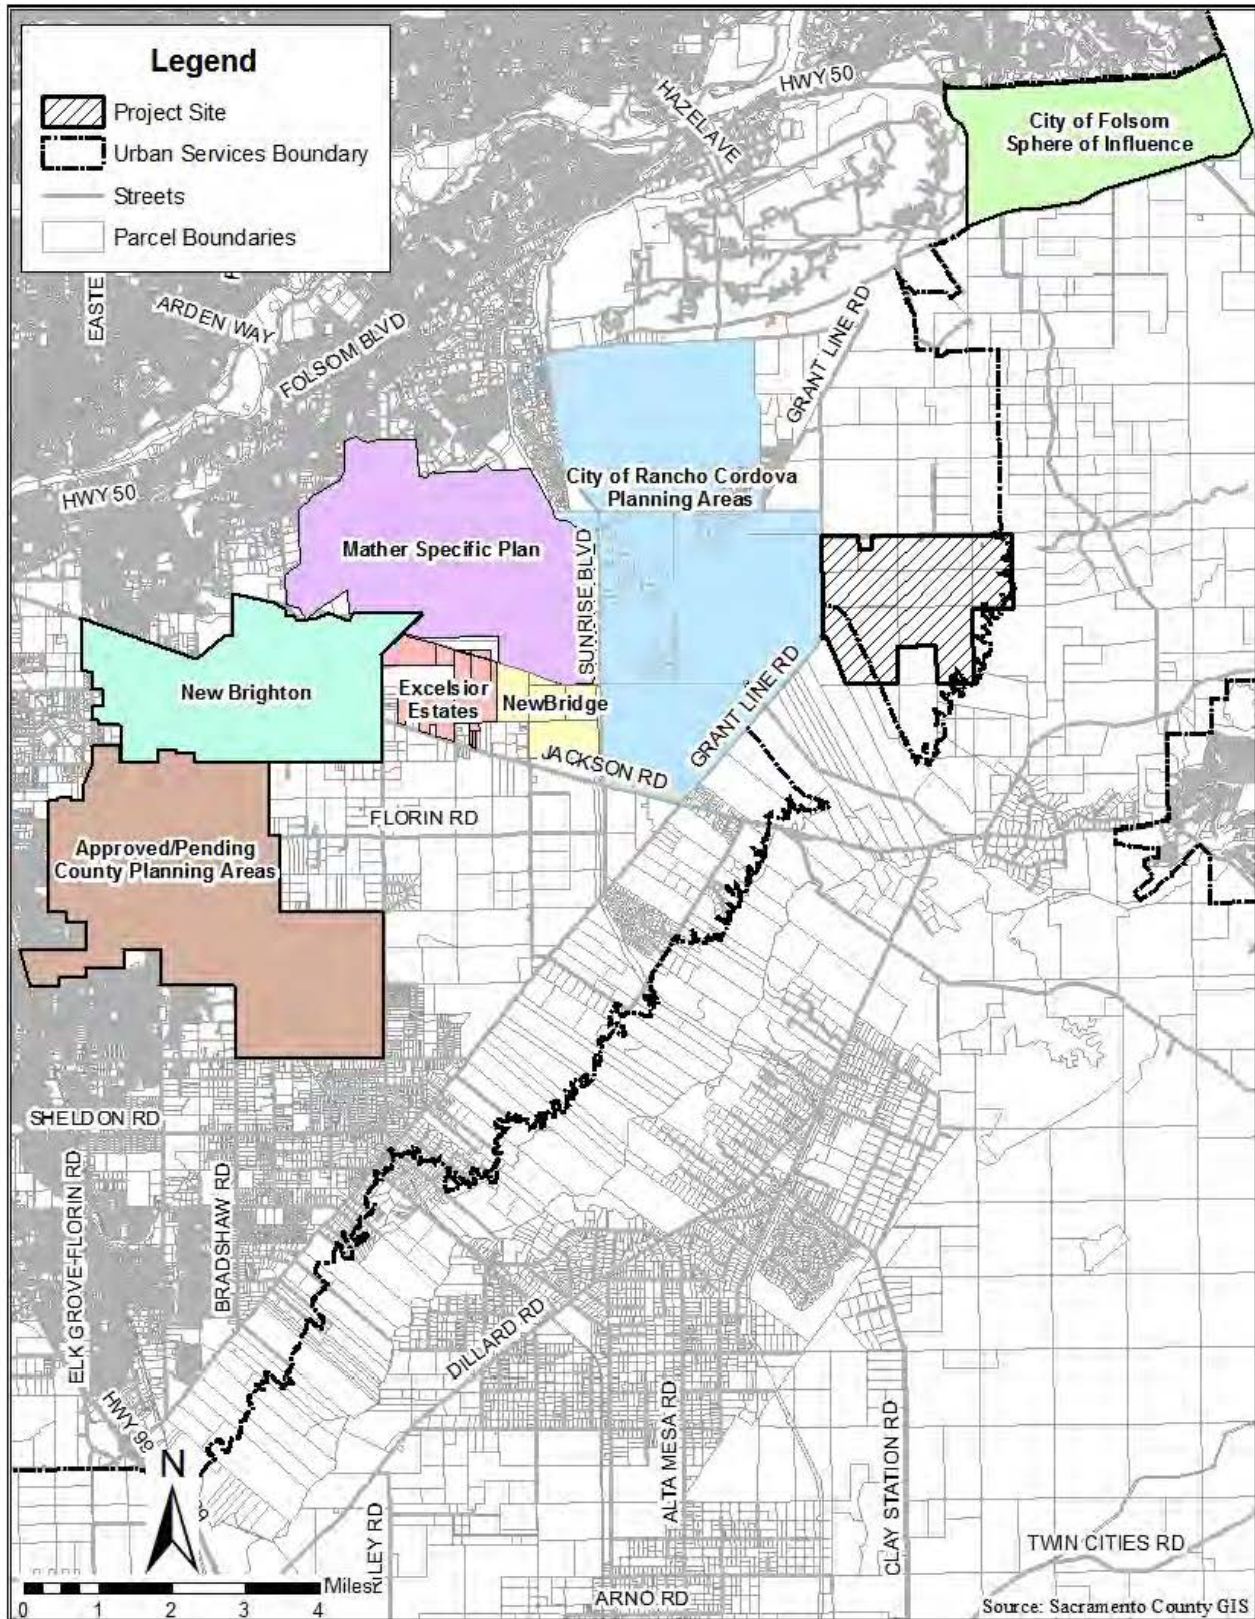 Legend
Project Site
Urban Services Boundary
Streets
Parcel Boundaries
HWY 50
HAZEL AVE
City of Folsom
Sphere of Influence
EASTE
ARDEN WAY
FOLSOM BLVD
GRANT LINE RD
HWY 50
City of Rancho Cordova
Planning Areas
Mather Specific Plan
SUNRISE BLVD
New Brighton
Excelsior
Estates
NewBridge
GRANT LINE RD
JACKSON RD
FLORIN RD
Approved/Pending
County Planning Areas
SHELDON RD
ELK GROVE-FLORIN RD
BRADSHAW RD
DILLARD RD
HWY 99
ALTA MESA RD
CLAY STATION RD
N
LEY RD
TWIN CITIES RD
ARNO RD
Miles
0 1 2 3 4
Source: Sacramento County GIS